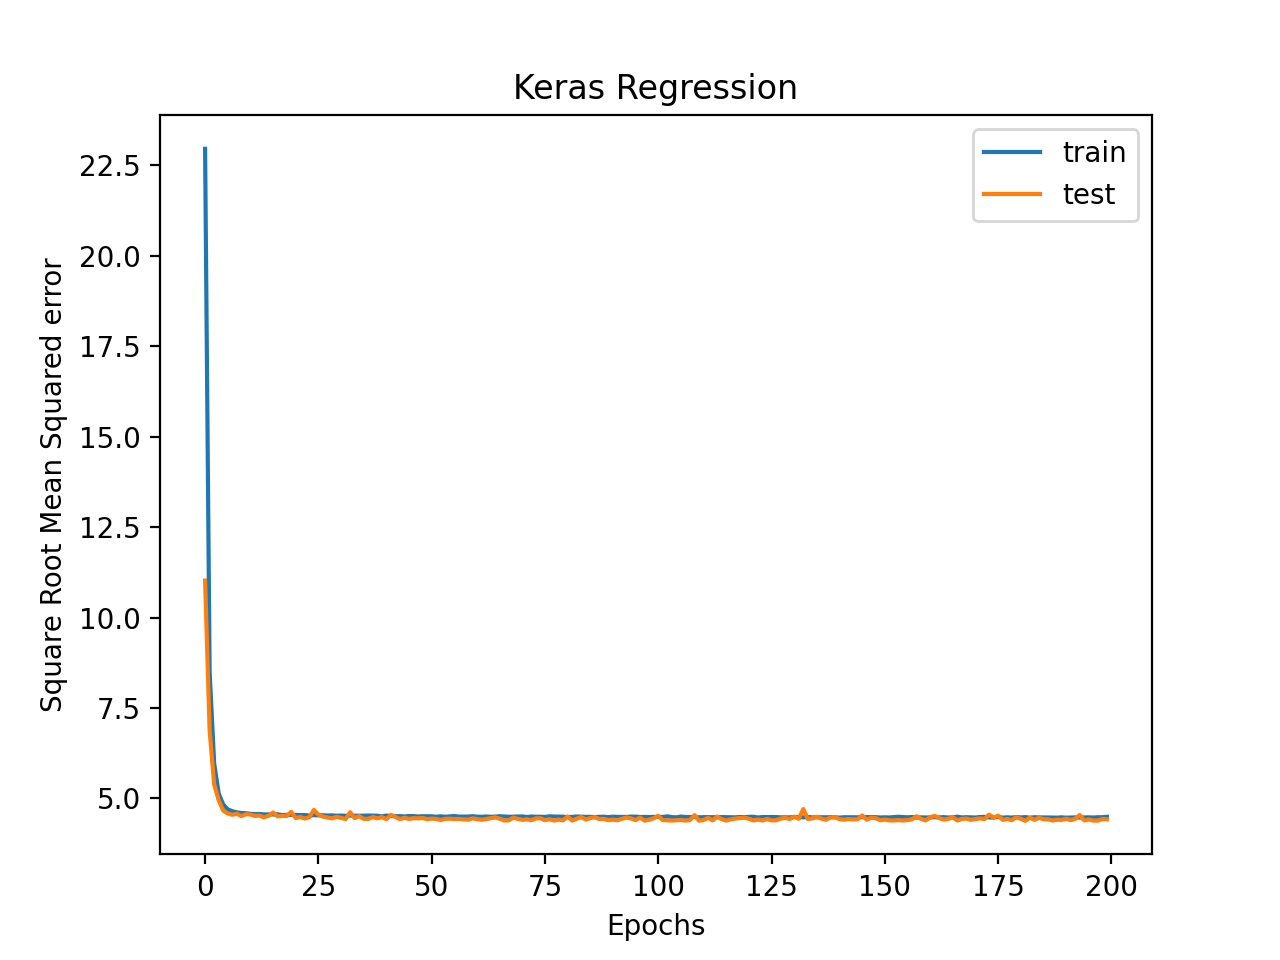 Keras Regression
train
test
Square Root Mean Squared error
22.5
20.0
17.5
15.0
12.5
10.0
7.5
5.0
0 25 50 75 100 125 150 175 200
Epochs